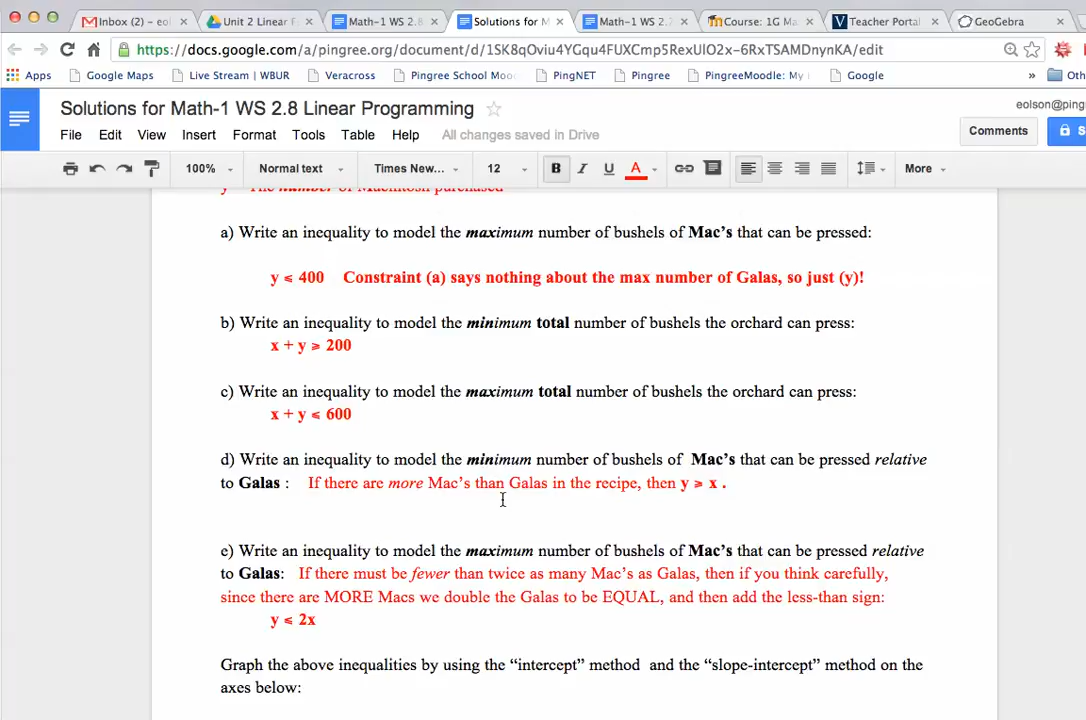 Inbox (2) – eol
Unit 2 Linear F
Math-1 WS 2.8
Solutions for M
Math-1 WS 2.7
Course: 1G Ma
Teacher Portal
GeoGebra
https://docs.google.com/a/pingree.org/document/d/1SK8qOviu4YGqu4FUXCmp5RexUlO2x-6RxTSAMDnynKA/edit
Apps Google Maps Live Stream | WBUR Veracross Pingree School Moo... PingNET Pingree PingreeMoodle: My i Google » Oth
Solutions for Math-1 WS 2.8 Linear Programming
eolson@ping
File Edit View Insert Format Tools Table Help All changes saved in Drive
Comments S
100% Normal text Times New... 12 B I U A More
y = The number of Macintosh purchased
a) Write an inequality to model the maximum number of bushels of Mac's that can be pressed:
y ≤ 400 Constraint (a) says nothing about the max number of Galas, so just (y)!
b) Write an inequality to model the minimum total number of bushels the orchard can press:
x + y ≥ 200
c) Write an inequality to model the maximum total number of bushels the orchard can press:
x + y ≤ 600
d) Write an inequality to model the minimum number of bushels of Mac's that can be pressed relative
to Galas : If there are more Mac's than Galas in the recipe, then y ≥ x .
e) Write an inequality to model the maximum number of bushels of Mac's that can be pressed relative
to Galas: If there must be fewer than twice as many Mac's as Galas, then if you think carefully,
since there are MORE Macs we double the Galas to be EQUAL, and then add the less-than sign:
y ≤ 2x
Graph the above inequalities by using the “intercept” method and the “slope-intercept” method on the
axes below: